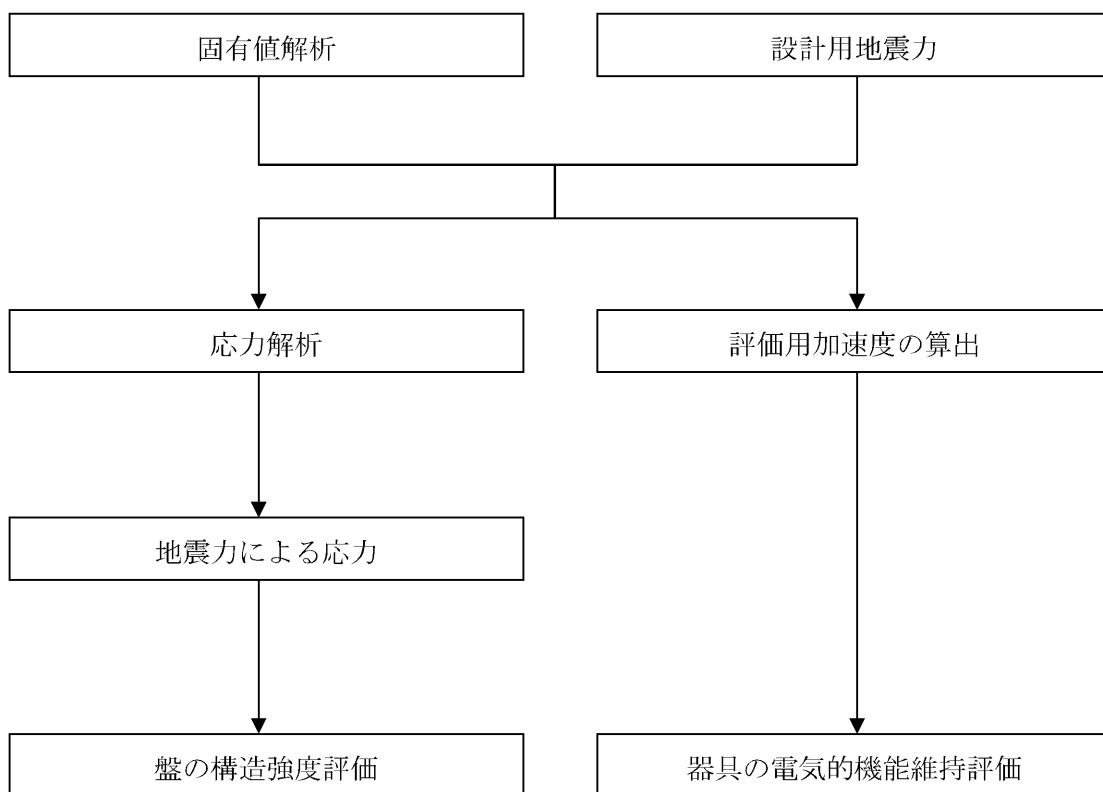 固有値解析
設計用地震力
応力解析
評価用加速度の算出
地震力による応力
盤の構造強度評価
器具の電気的機能維持評価